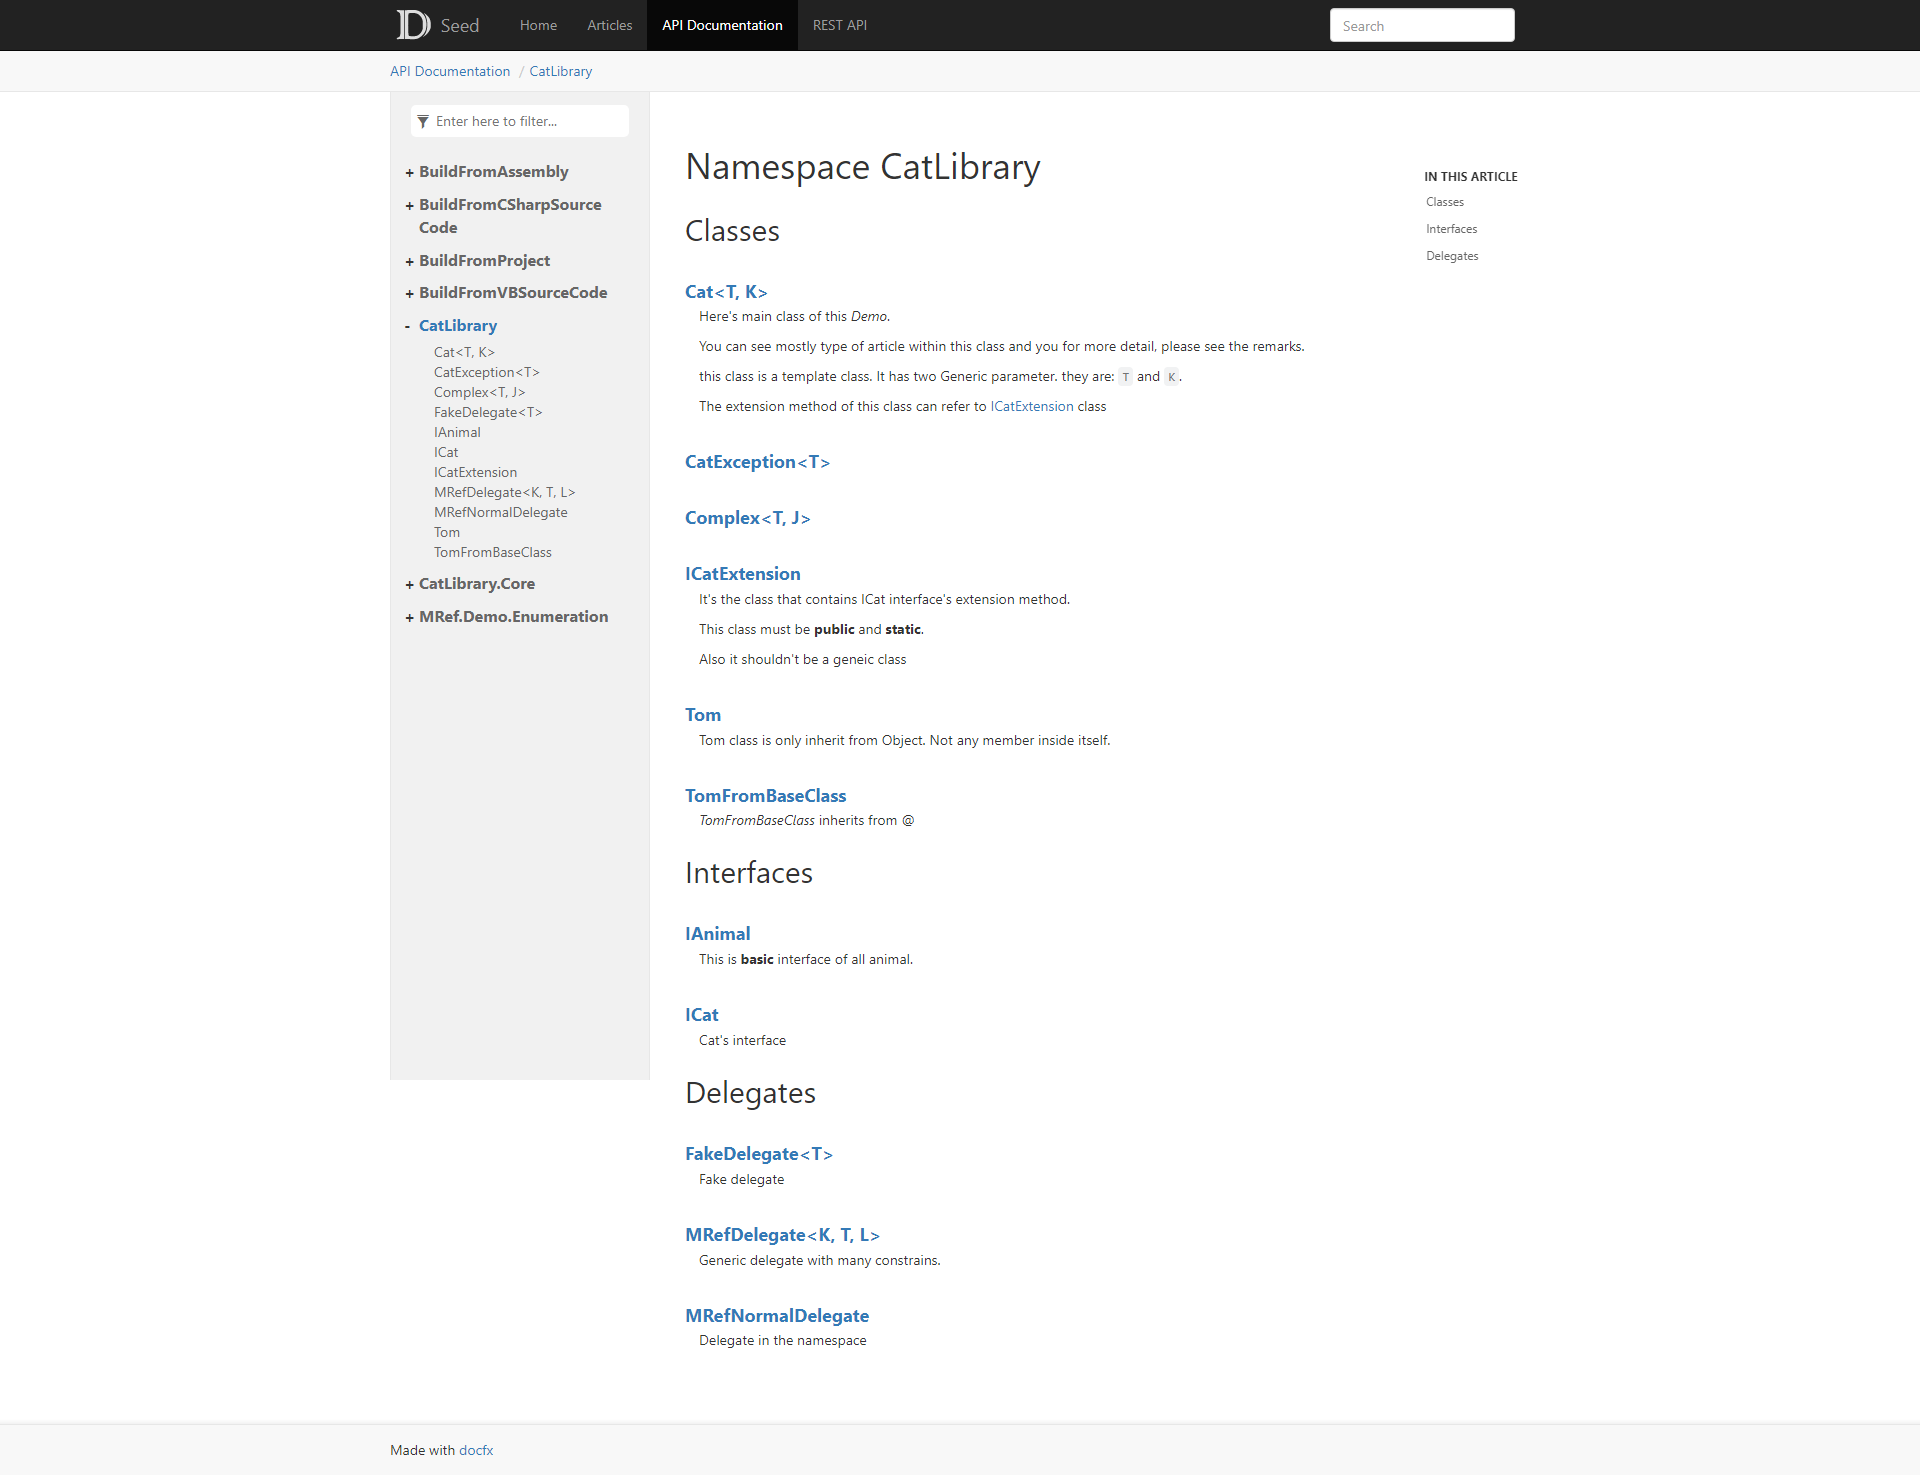 Seed
Home
Articles
API Documentation
REST API
Search
API Documentation / CatLibrary
Enter here to filter...
+ BuildFromAssembly
+ BuildFromCSharpSource
Code
+ BuildFromProject
+ BuildFromVBSourceCode
- CatLibrary
Cat<T, K>
CatException<T>
Complex<T, J>
FakeDelegate<T>
IAnimal
ICat
ICatExtension
MRefDelegate<K, T, L>
MRefNormalDelegate
Tom
TomFromBaseClass
+ CatLibrary.Core
+ MRef.Demo.Enumeration
Namespace CatLibrary
Classes
Cat<T, K>
Here's main class of this Demo.
You can see mostly type of article within this class and you for more detail, please see the remarks.
this class is a template class. It has two Generic parameter. they are: T and K.
The extension method of this class can refer to ICatExtension class
CatException<T>
Complex<T, J>
ICatExtension
It's the class that contains ICat interface's extension method.
This class must be public and static.
Also it shouldn't be a geneic class
Tom
Tom class is only inherit from Object. Not any member inside itself.
TomFromBaseClass
TomFromBaseClass inherits from @
Interfaces
IAnimal
This is basic interface of all animal.
ICat
Cat's interface
Delegates
FakeDelegate<T>
Fake delegate
MRefDelegate<K, T, L>
Generic delegate with many constrains.
MRefNormalDelegate
Delegate in the namespace
IN THIS ARTICLE
Classes
Interfaces
Delegates
Made with docfx